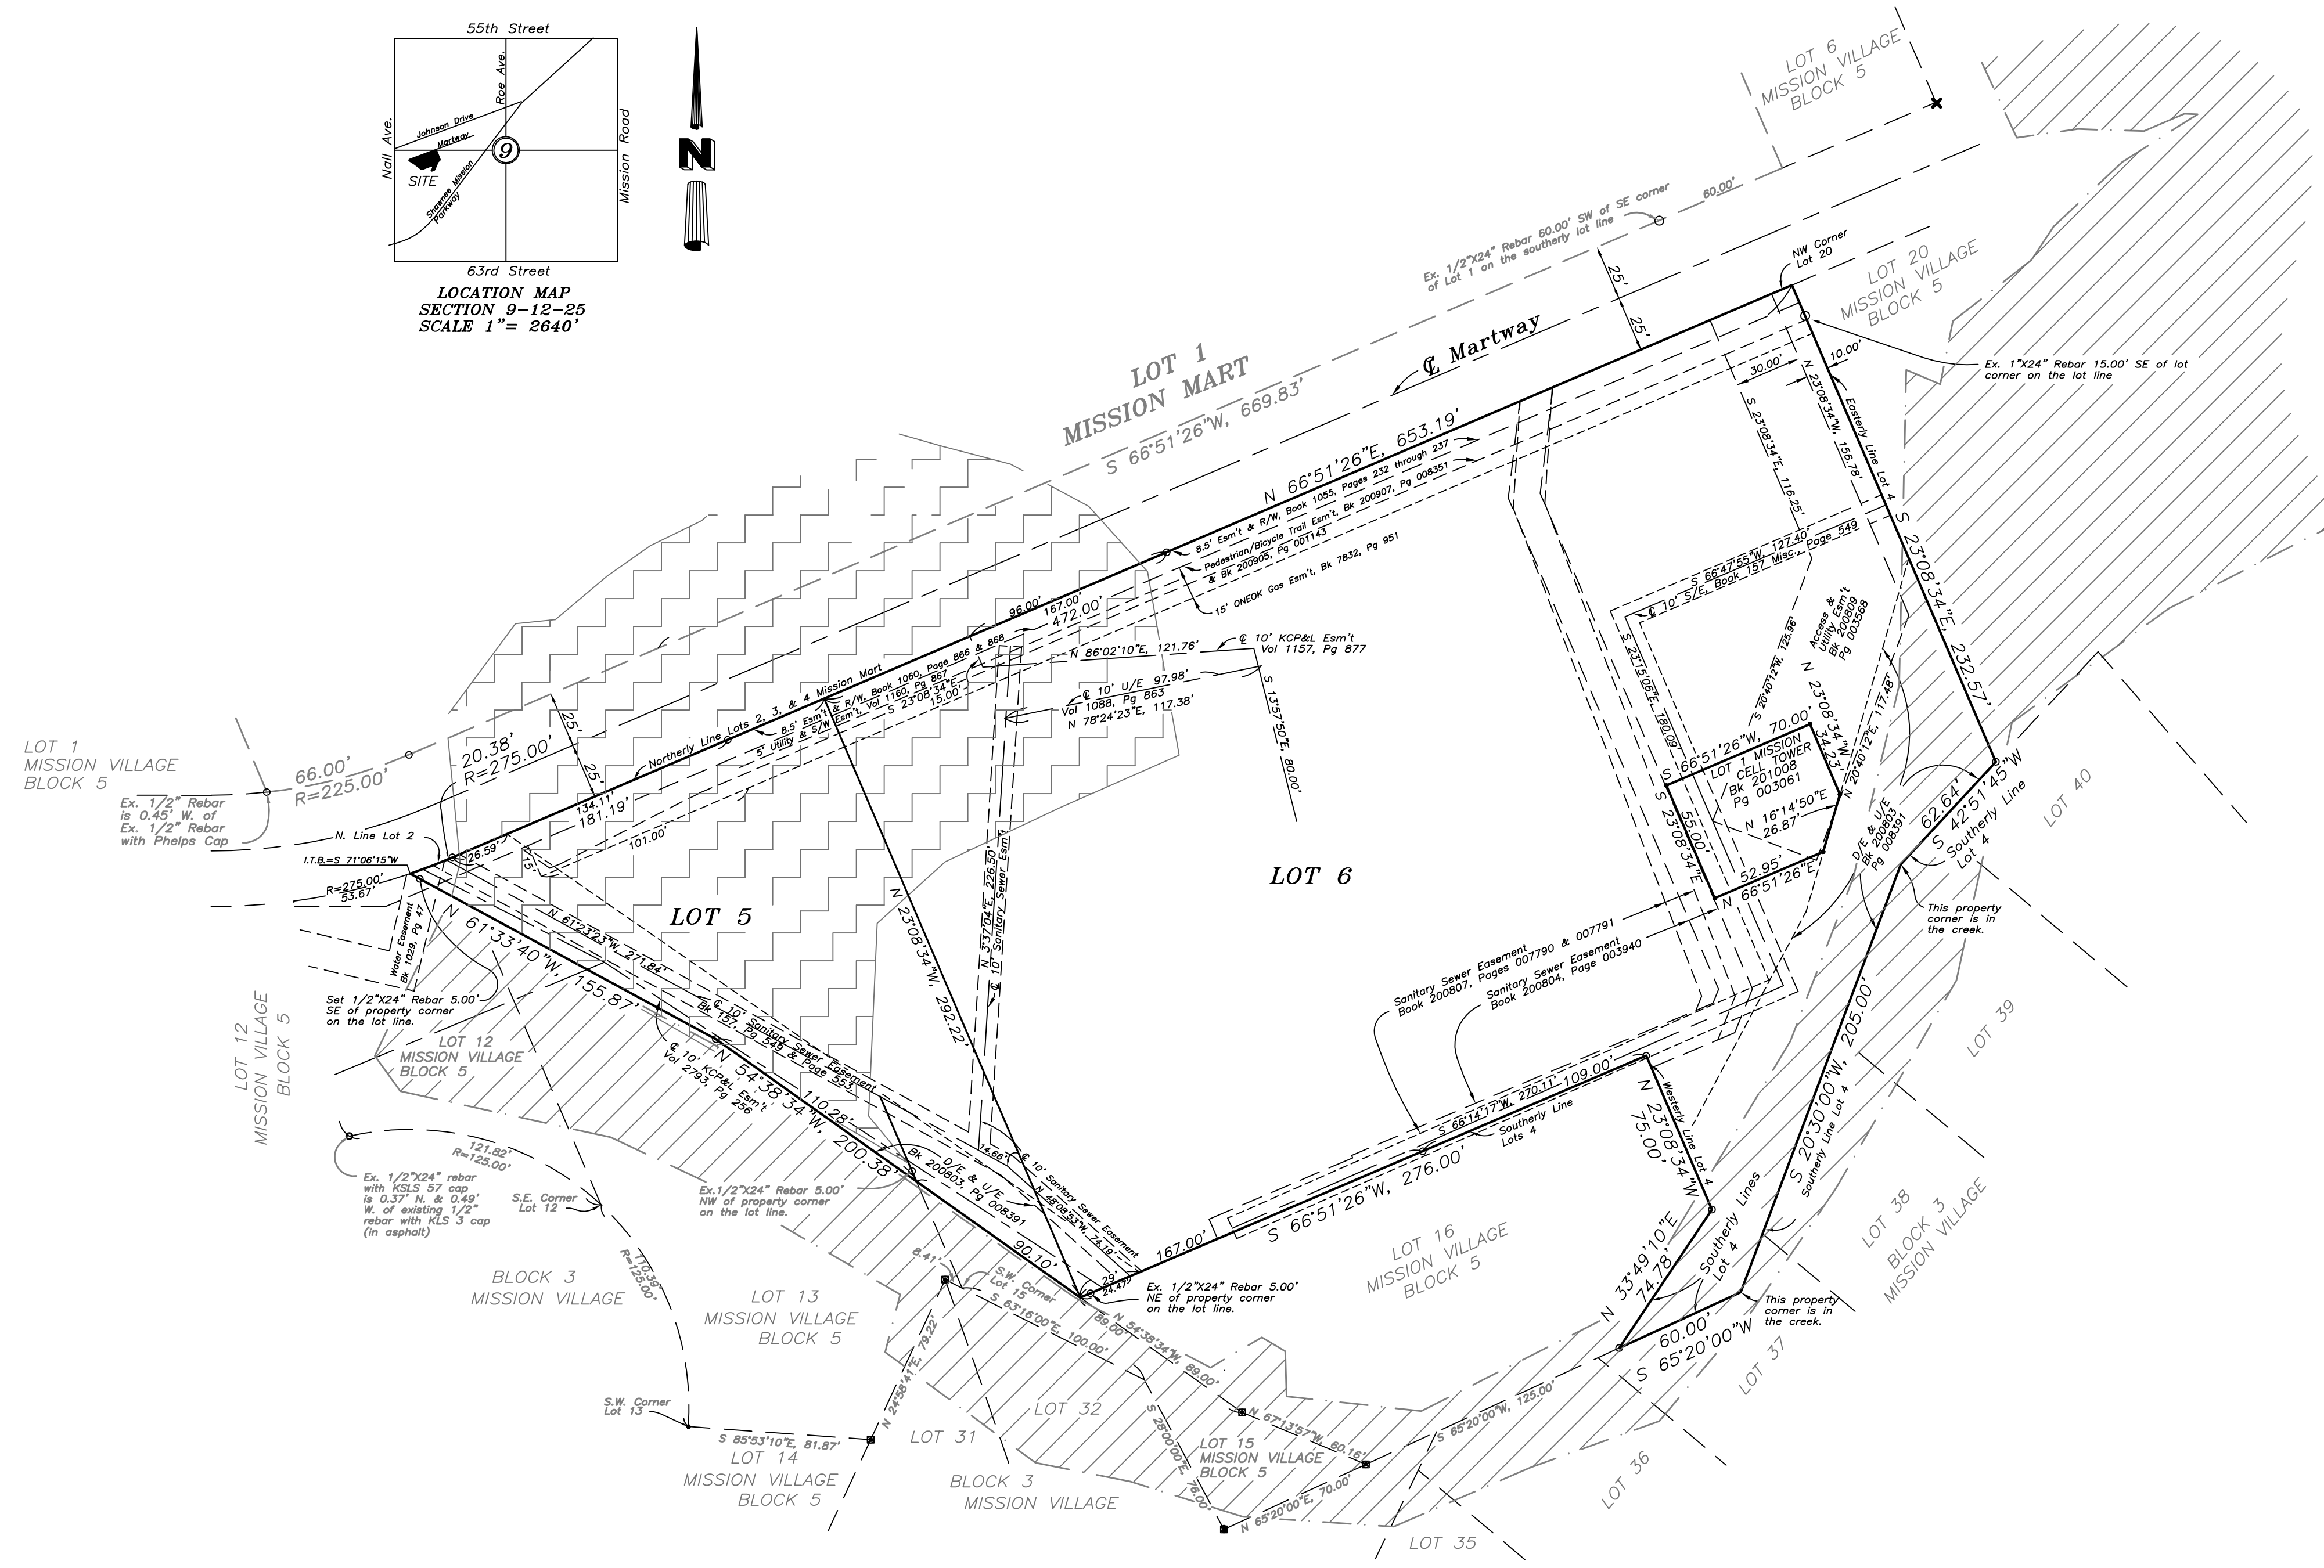 55th Street
Nall Ave.
Roe Ave.
Mission Road
Johnson Drive
Martway
9
SITE
Shawnee Mission
Parkway
63rd Street
LOCATION MAP
SECTION 9-12-25
SCALE 1"= 2640'
N
LOT 6
MISSION VILLAGE
BLOCK 5
60.00'
Ex. 1/2"X24" Rebar 60.00' SW of SE corner
of Lot 1 on the southerly lot line
25'
25'
NW Corner
Lot 20
LOT 20
MISSION VILLAGE
BLOCK 5
Ex. 1"X24" Rebar 15.00' SE of lot
corner on the lot line
LOT 1
MISSION MART
S 66°51'26"W, 669.83'
℄ Martway
N 66°51'26"E, 653.19'
8.5' Esm't & R/W, Book 1055, Pages 232 through 237
Pedestrian/Bicycle Trail Esm't, Bk 200907, Pg 008351
& Bk 200905, Pg 001143
15' ONEOK Gas Esm't, Bk 7832, Pg 951
10.00'
30.00'
N 23°08'34"W, 156.78'
Easterly Line Lot 4
S 23°08'34"E, 116.25'
S 23°08'34"E, 232.57'
S 66°47'55"W, 127.40'
℄ 10' S/E, Book 157 Misc., Page 549
S 23°15'06"E, 180.09'
S 20°40'12"W, 125.96'
Access &
Utility Esm't
Bk 200809
Pg 003568
N 23°08'34"W
34.23'
N 20°40'12"E, 117.48'
S 66°51'26"W, 70.00'
LOT 1 MISSION
CELL TOWER
/Bk 201008
Pg 003061
N 16°14'50"E
26.87'
55.00'
S 23°08'34"E
52.95'
N 66°51'26"E
D/E & U/E
Bk 200803
Pg 008391
62.64'
S 42°51'45"W
Southerly Line
Lot 4
This property
corner is in
the creek.
LOT 40
LOT 39
96.00'
167.00'
472.00'
Northerly Line Lots 2, 3, & 4 Mission Mart
8.5' Esm't & R/W, Book 1060, Page 866 & 868
5' Utility & S/W Esm't, Vol 1160, Pg 867
S 23°08'34"E,
15.00'
N 86°02'10"E, 121.76'
℄ 10' KCP&L Esm't
Vol 1157, Pg 877
℄ 10' U/E 97.98'
Vol 1088, Pg 863
N 78°24'23"E, 117.38'
S 13°57'50"E, 80.00'
LOT 1
MISSION VILLAGE
BLOCK 5
66.00'
R=225.00'
20.38'
R=275.00'
25'
25'
Ex. 1/2" Rebar
is 0.45' W. of
Ex. 1/2" Rebar
with Phelps Cap
N. Line Lot 2
I.T.B.=S 71°06'15"W
R=275.00'
53.67'
26.59'
134.11'
181.19'
101.00'
15'
Water Easement
Bk 1029, Pg 47
LOT 5
LOT 6
N 3°37'04"E, 226.50'
℄ 10' Sanitary Sewer Esm't
N 23°08'34"W, 292.22'
N 61°33'40"W, 155.87'
N 61°23'23"W, 271.84'
℄ 10' Sanitary Sewer Easement
Bk 157, Pg 549 & Page 553
Set 1/2"X24" Rebar 5.00'
SE of property corner
on the lot line.
LOT 12
MISSION VILLAGE
BLOCK 5
LOT 12
MISSION VILLAGE
BLOCK 5
℄ 10' KCP&L Esm't
Vol 2793, Pg 256
N 54°38'34"W, 200.38'
110.28'
90.10'
D/E & U/E
Bk 200803, Pg 008391
14.66'
℄ 10' Sanitary Sewer Easement
N 48°08'53"W, 74.19'
Sanitary Sewer Easement
Book 200807, Pages 007790 & 007791
Sanitary Sewer Easement
Book 200804, Page 003940
S 66°14'17"W, 270.11'
109.00'
Southerly Line
Lots 4
167.00'
S 66°51'26"W, 276.00'
29'
24.47'
Ex. 1/2"X24" Rebar 5.00'
NE of property corner
on the lot line.
Westerly Line Lot 4
N 23°08'34"W
75.00'
S 20°30'00"W, 205.00'
Southerly Line Lot 4
N 33°49'10"E
74.78'
Southerly Lines
Lot 4
60.00'
S 65°20'00"W
This property
corner is in
the creek.
LOT 38
BLOCK 3
MISSION VILLAGE
LOT 37
LOT 36
LOT 35
LOT 16
MISSION VILLAGE
BLOCK 5
121.82'
R=125.00'
Ex. 1/2"X24" rebar
with KSLS 57 cap
is 0.37' N. & 0.49'
W. of existing 1/2"
rebar with KLS 3 cap
(in asphalt)
S.E. Corner
Lot 12
Ex.1/2"X24" Rebar 5.00'
NW of property corner
on the lot line.
110.39'
R=125.00'
BLOCK 3
MISSION VILLAGE
LOT 13
MISSION VILLAGE
BLOCK 5
S.W. Corner
Lot 13
S 85°53'10"E, 81.87'
LOT 14
MISSION VILLAGE
BLOCK 5
8.41'
S.W. Corner
Lot 15
S 63°16'00"E, 100.00'
N 24°58'41"E, 79.22'
89.00'
N 54°38'34"W, 89.00'
LOT 31
LOT 32
BLOCK 3
MISSION VILLAGE
S 28°00'00"E, 76.00'
N 67°13'57"W, 60.16'
LOT 15
MISSION VILLAGE
BLOCK 5
N 65°20'00"E, 70.00'
S 65°20'00"W, 125.00'